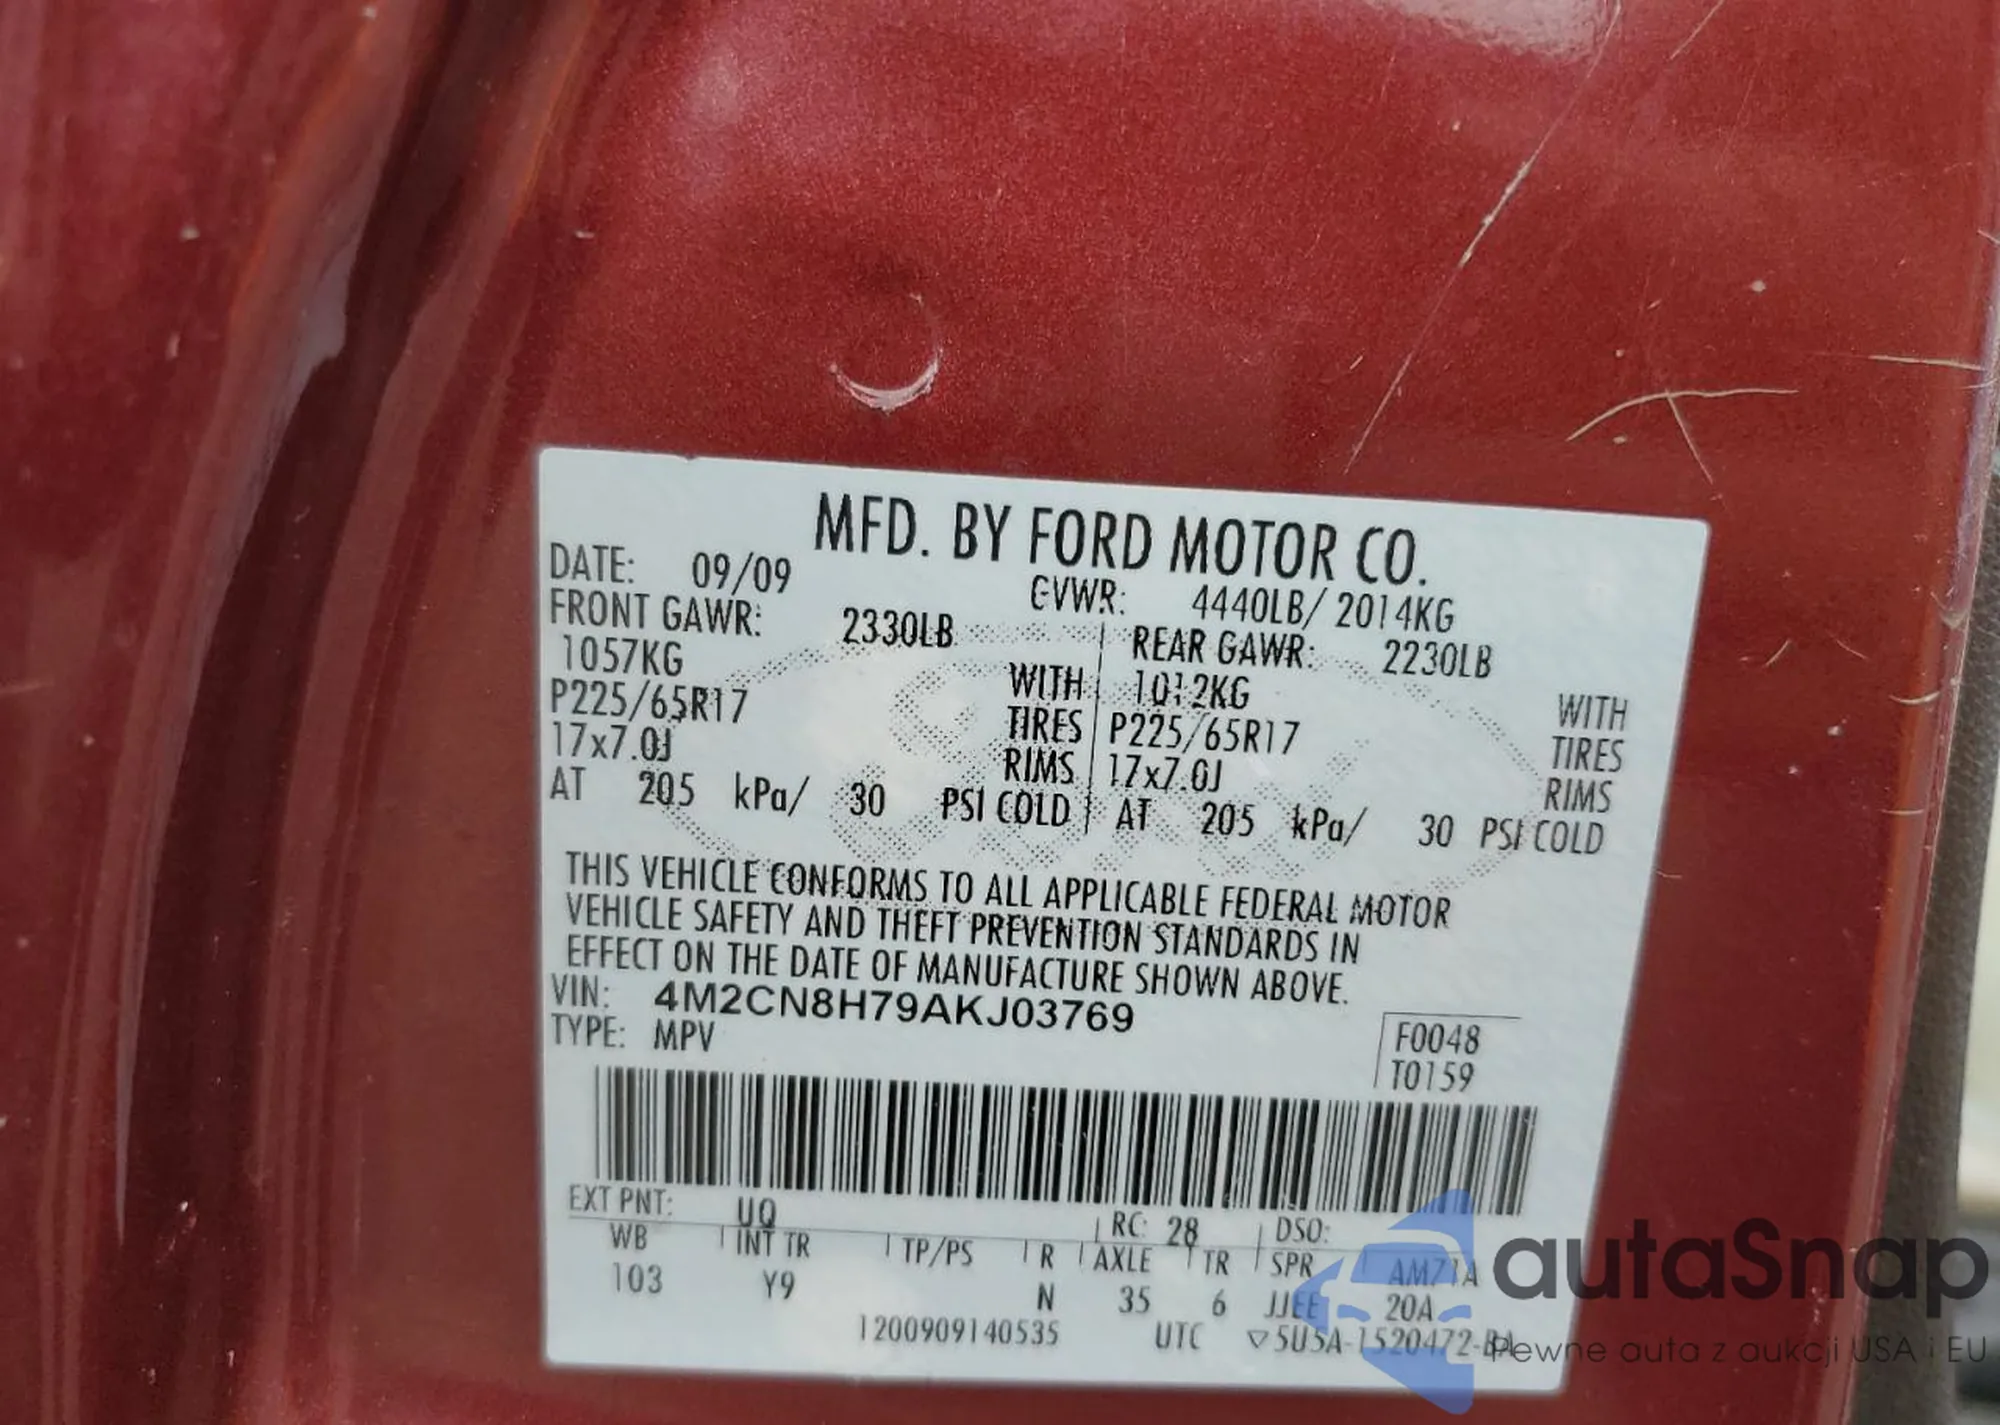 MFD. BY FORD MOTOR CO.
DATE: 09/09 GVWR: 4440LB/ 2014KG
FRONT GAWR: 2330LB REAR GAWR: 2230LB
1057KG WITH 1012KG WITH
P225/65R17 TIRES P225/65R17 TIRES
17x7.0J RIMS 17x7.0J RIMS
AT 205 kPa/ 30 PSI COLD AT 205 kPa/ 30 PSI COLD
THIS VEHICLE CONFORMS TO ALL APPLICABLE FEDERAL MOTOR
VEHICLE SAFETY AND THEFT PREVENTION STANDARDS IN
EFFECT ON THE DATE OF MANUFACTURE SHOWN ABOVE.
VIN: 4M2CN8H79AKJ03769
TYPE: MPV
F0048
T0159
EXT PNT: UQ RC: 28 DSO:
WB INT TR TP/PS R AXLE TR SPR AM71A
103 Y9 N 35 6 JJEE 20A
1200909140535 UTC ▽5U5A-1520472-BA
autaSnap
Pewne auta z aukcji USA i EU